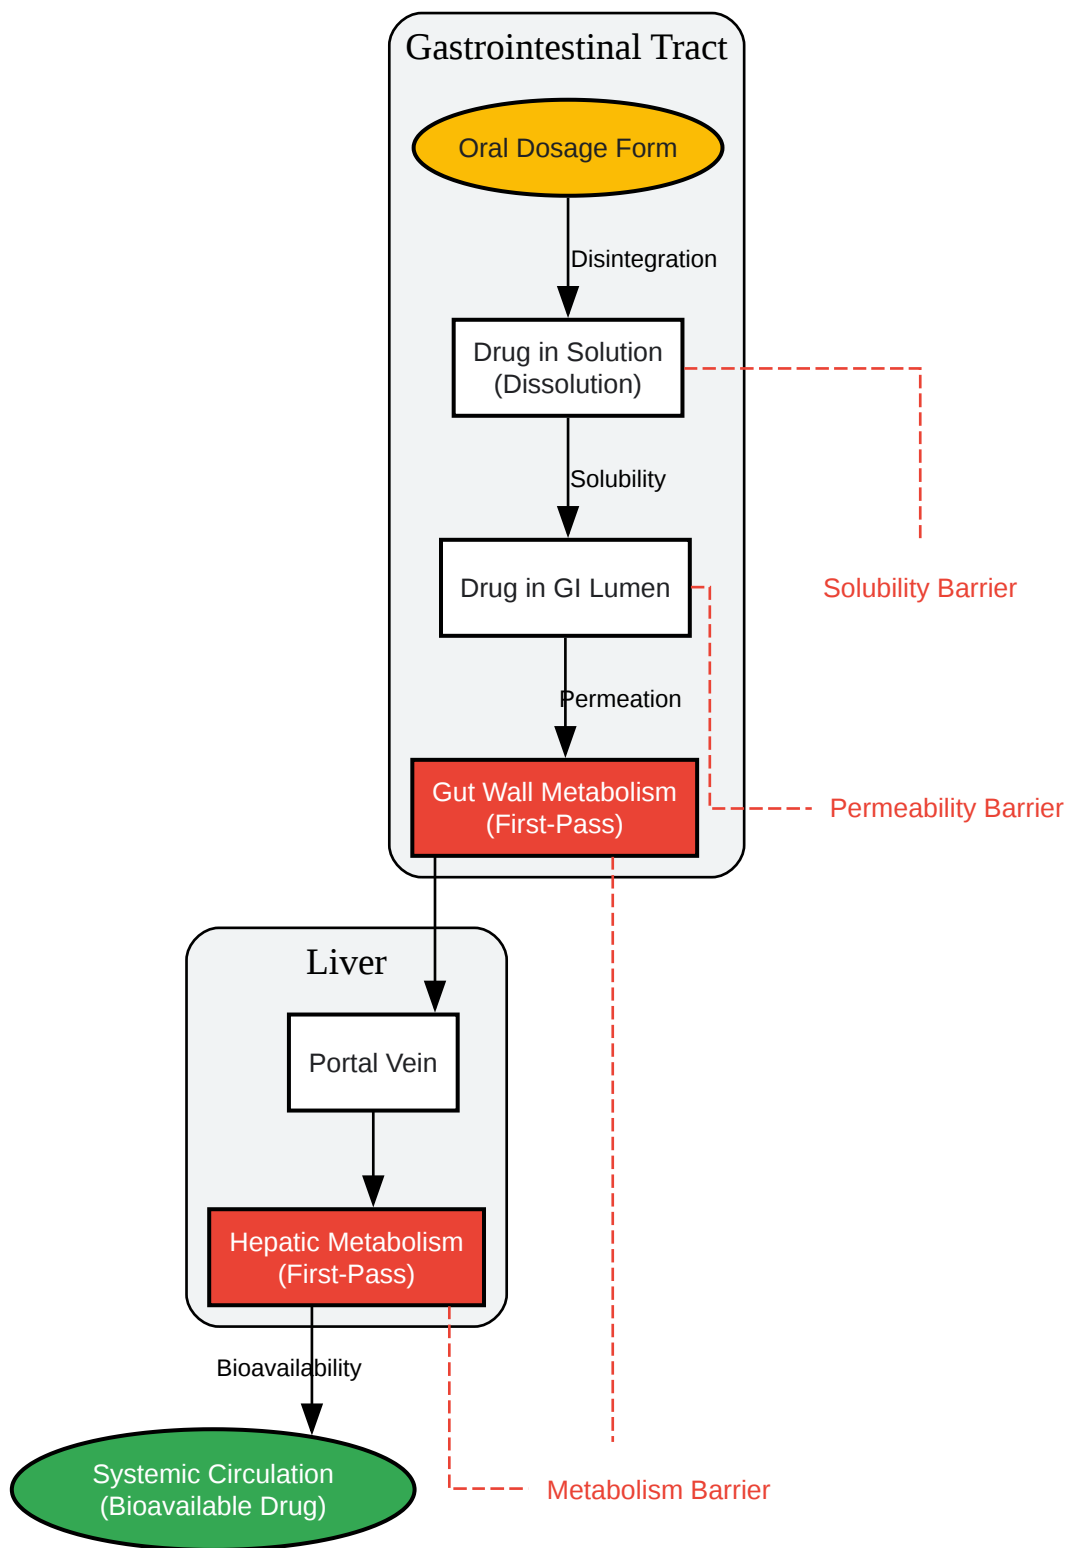 Gastrointestinal Tract
Oral Dosage Form
Disintegration
Drug in Solution
(Dissolution)
Solubility
Drug in GI Lumen
Solubility Barrier
Permeation
Gut Wall Metabolism
(First-Pass)
Permeability Barrier
Liver
Portal Vein
Hepatic Metabolism
(First-Pass)
Bioavailability
Systemic Circulation
(Bioavailable Drug)
Metabolism Barrier